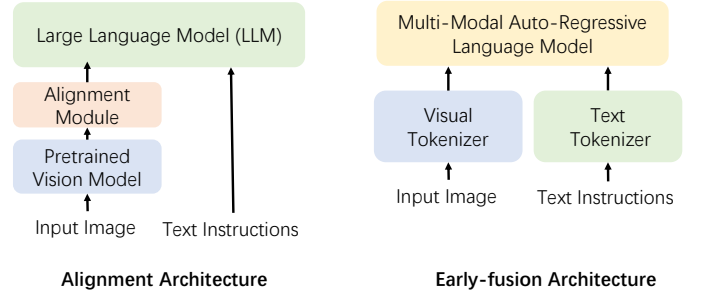 Large Language Model (LLM)
Alignment
Module
Pretrained
Vision Model
Input Image
Text Instructions
Alignment Architecture
Multi-Modal Auto-Regressive
Language Model
Visual
Tokenizer
Text
Tokenizer
Input Image
Text Instructions
Early-fusion Architecture